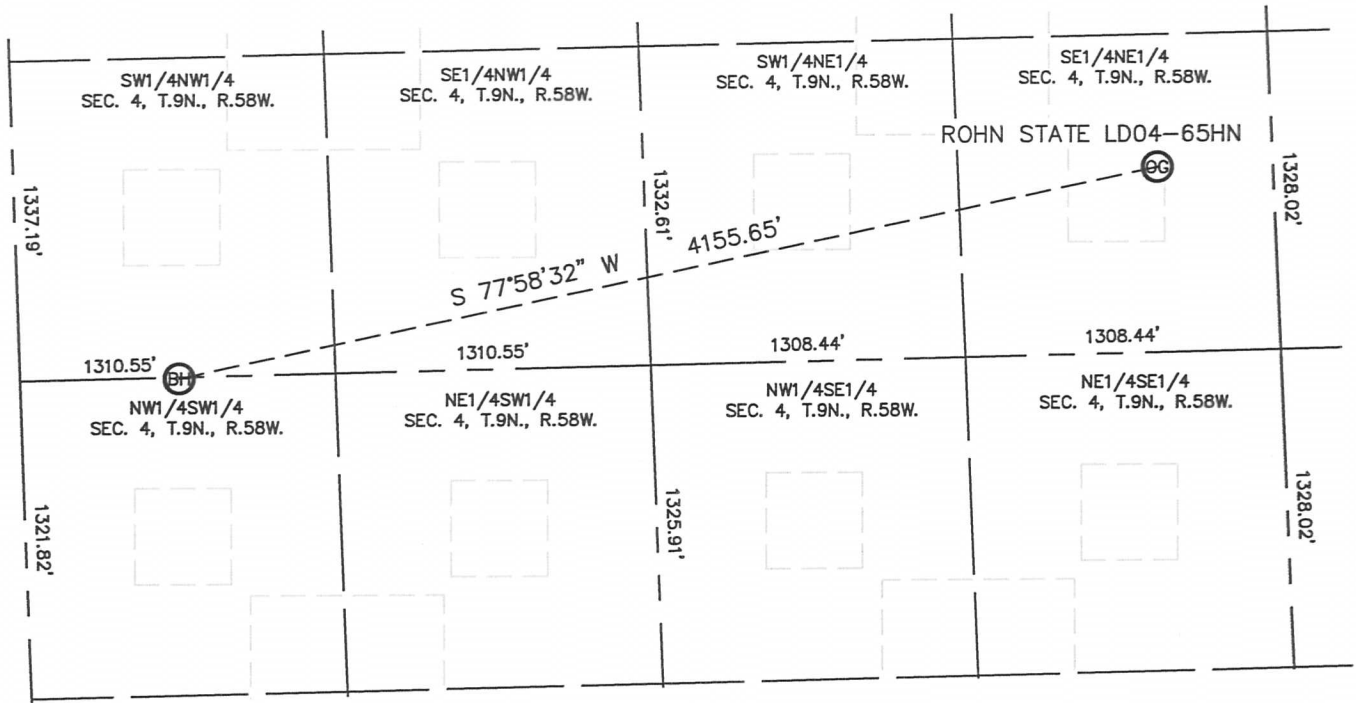 SW1/4NW1/4
SEC. 4, T.9N., R.58W.
SE1/4NW1/4
SEC. 4, T.9N., R.58W.
SW1/4NE1/4
SEC. 4, T.9N., R.58W.
SE1/4NE1/4
SEC. 4, T.9N., R.58W.
ROHN STATE LD04-65HN
OG
1337.19'
1332.61'
1328.02'
S 77°58'32" W 4155.65'
1310.55'
1310.55'
1308.44'
1308.44'
BH
NW1/4SW1/4
SEC. 4, T.9N., R.58W.
NE1/4SW1/4
SEC. 4, T.9N., R.58W.
NW1/4SE1/4
SEC. 4, T.9N., R.58W.
NE1/4SE1/4
SEC. 4, T.9N., R.58W.
1321.82'
1325.91'
1328.02'